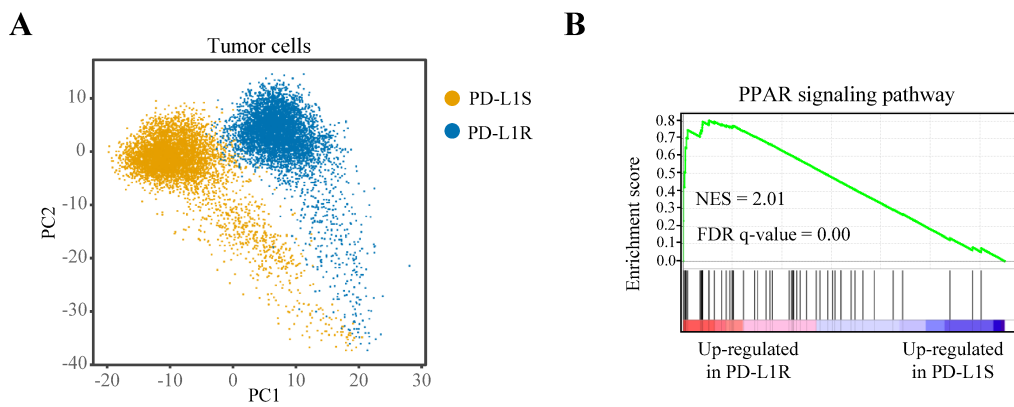 A
Tumor cells
PD-L1S
PD-L1R
10
0
-10
-20
-30
-40
PC2
-20
-10
0
10
20
30
PC1
B
PPAR signaling pathway
0.8
0.7
0.6
0.5
0.4
0.3
0.2
0.1
0.0
Enrichment score
NES = 2.01
FDR q-value = 0.00
Up-regulated
in PD-L1R
Up-regulated
in PD-L1S